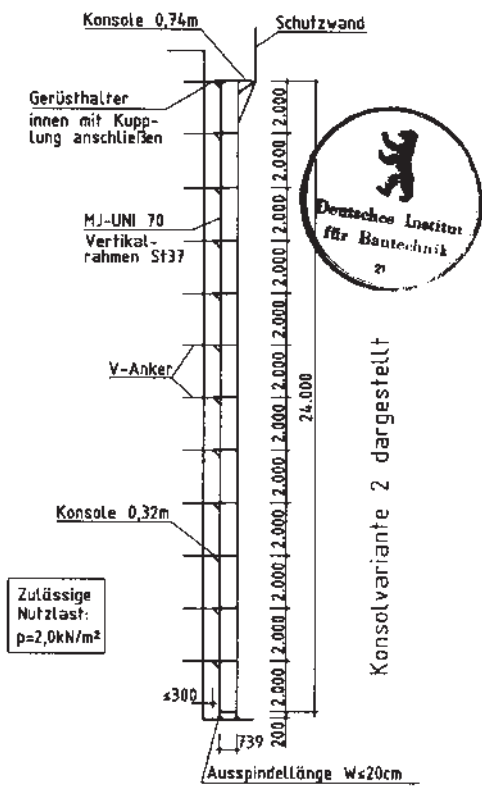 Konsole 0,74m
Schutzwand
Gerüsthalter
innen mit Kupp-
lung anschließen
MJ-UNI 70
Vertikal-
rahmen St37
V-Anker
Konsole 0,32m
Zulässige
Nutzlast:
p=2,0kN/m²
≤300
739
Ausspindellänge W≤20cm
2.000
2.000
2.000
2.000
2.000
2.000
2.000
2.000
2.000
2.000
2.000
2.000
200
24.000
Konsolvariante 2 dargestellt
Deutsches Institut
für Bautechnik